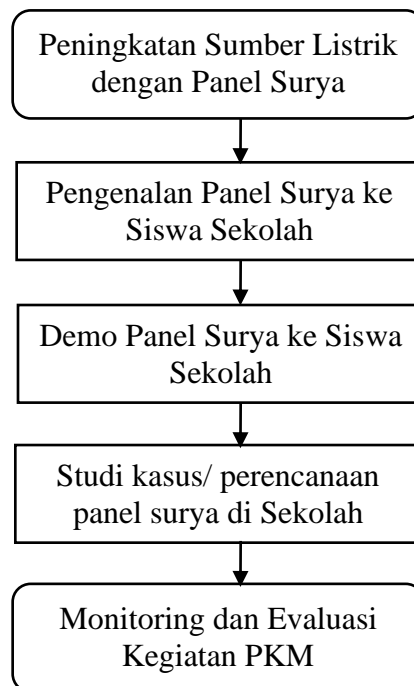 Peningkatan Sumber Listrik
dengan Panel Surya
Pengenalan Panel Surya ke
Siswa Sekolah
Demo Panel Surya ke Siswa
Sekolah
Studi kasus/ perencanaan
panel surya di Sekolah
Monitoring dan Evaluasi
Kegiatan PKM